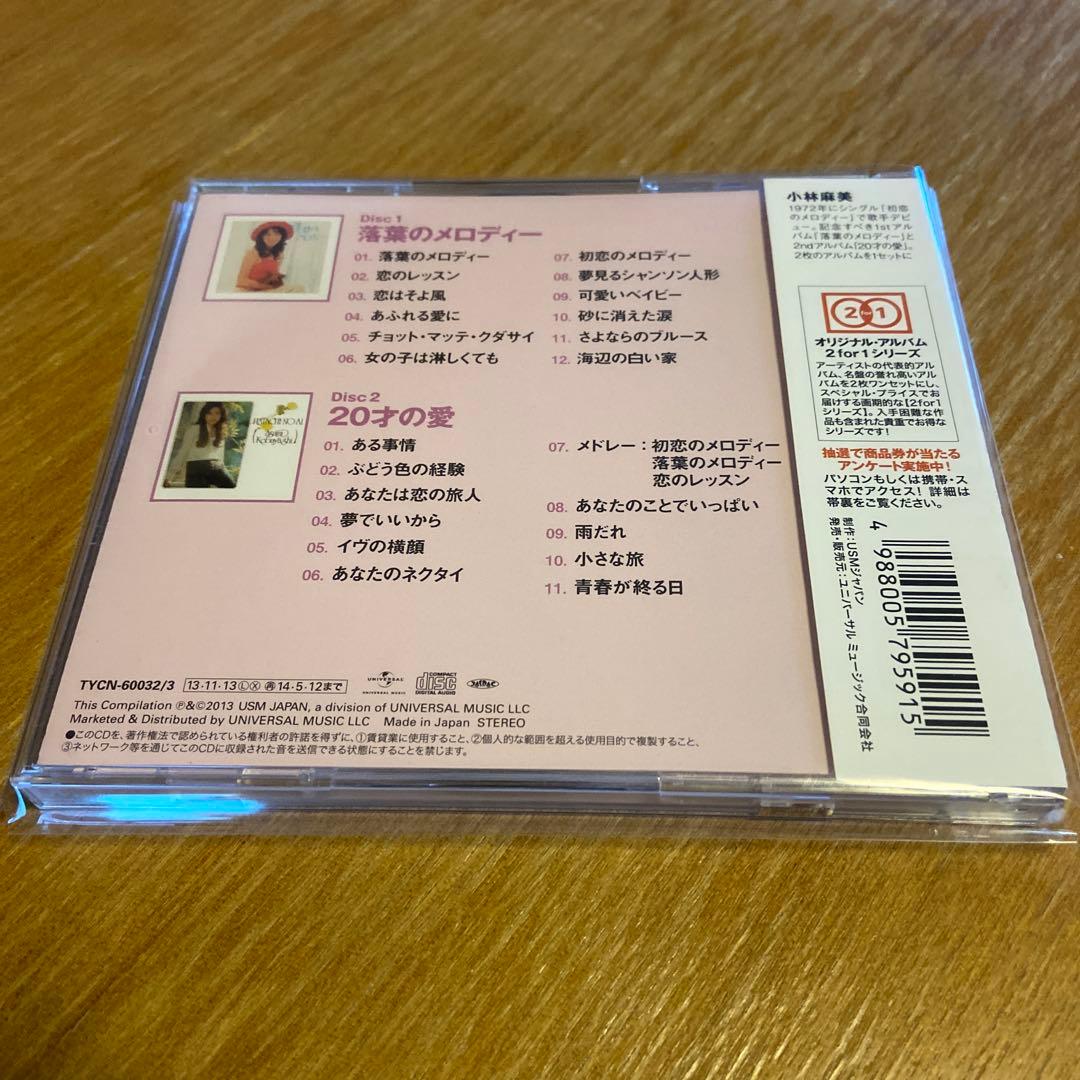 Disc 1
落葉のメロディー
01. 落葉のメロディー
02. 恋のレッスン
03. 恋はそよ風
04. あふれる愛に
05. チョット・マッテ・クダサイ
06. 女の子は淋しくても
07. 初恋のメロディー
08. 夢見るシャンソン人形
09. 可愛いベイビー
10. 砂に消えた涙
11. さよならのブルース
12. 海辺の白い家
Disc 2
20才の愛
01. ある事情
02. ぶどう色の経験
03. あなたは恋の旅人
04. 夢でいいから
05. イヴの横顔
06. あなたのネクタイ
07. メドレー：初恋のメロディー
落葉のメロディー
恋のレッスン
08. あなたのことでいっぱい
09. 雨だれ
10. 小さな旅
11. 青春が終る日
TYCN-60032/3
13·11·13ⓁⓍ㊸14·5·12まで
UNIVERSAL
UNIVERSAL MUSIC
COMPACT
disc
DIGITAL AUDIO
This Compilation Ⓟ&©2013 USM JAPAN, a division of UNIVERSAL MUSIC LLC
Marketed & Distributed by UNIVERSAL MUSIC LLC Made in Japan STEREO
●このCDを、著作権法で認められている権利者の許諾を得ずに、①賃貸業に使用すること、②個人的な範囲を超える使用目的で複製すること、
③ネットワーク等を通じてこのCDに収録された音を送信できる状態にすることを禁じます。
小林麻美
1972年にシングル「初恋
のメロディー」で歌手デビ
ュー。記念すべき1stアル
バム「落葉のメロディー」と
2ndアルバム「20才の愛」。
2枚のアルバムを1セットに
2 for 1
オリジナル・アルバム
2 for 1 シリーズ
アーティストの代表的アル
バム、名盤の誉れ高いアル
バムを2枚ワンセットにし、
スペシャル・プライスでお
届けする画期的な【2for1
シリーズ】。入手困難な作
品も含まれた貴重でお得な
シリーズです！
抽選で商品券が当たる
アンケート実施中！
パソコンもしくは携帯・ス
マホでアクセス！詳細は
帯裏をご覧ください。
制作：USMジャパン
発売・販売元：ユニバーサル ミュージック合同会社
4 988005 795915